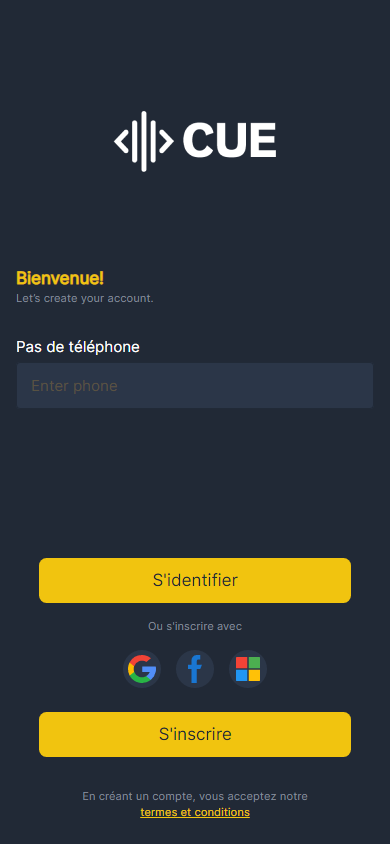 CUE
Bienvenue!
Let's create your account.
Pas de téléphone
Enter phone
S'identifier
Ou s'inscrire avec
S'inscrire
En créant un compte, vous acceptez notre
termes et conditions